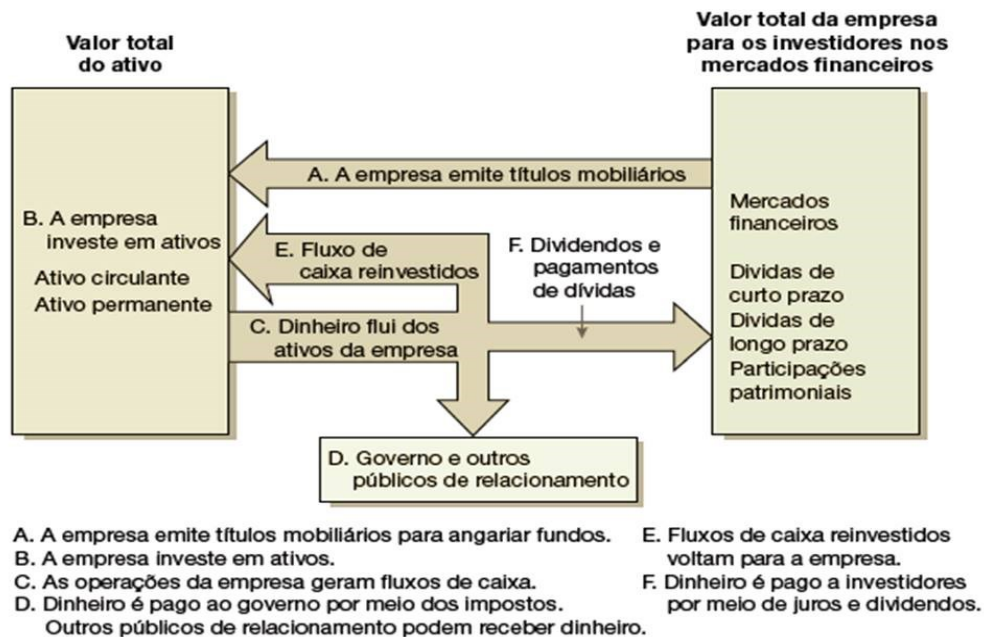 Valor total
do ativo
Valor total da empresa
para os investidores nos
mercados financeiros
A. A empresa emite títulos mobiliários
B. A empresa
investe em ativos
Ativo circulante
Ativo permanente
E. Fluxo de
caixa reinvestidos
F. Dividendos e
pagamentos
de dívidas
C. Dinheiro flui dos
ativos da empresa
Mercados
financeiros
Dividas de
curto prazo
Dividas de
longo prazo
Participações
patrimoniais
D. Governo e outros
públicos de relacionamento
A. A empresa emite títulos mobiliários para angariar fundos.
B. A empresa investe em ativos.
C. As operações da empresa geram fluxos de caixa.
D. Dinheiro é pago ao governo por meio dos impostos.
Outros públicos de relacionamento podem receber dinheiro.
E. Fluxos de caixa reinvestidos
voltam para a empresa.
F. Dinheiro é pago a investidores
por meio de juros e dividendos.